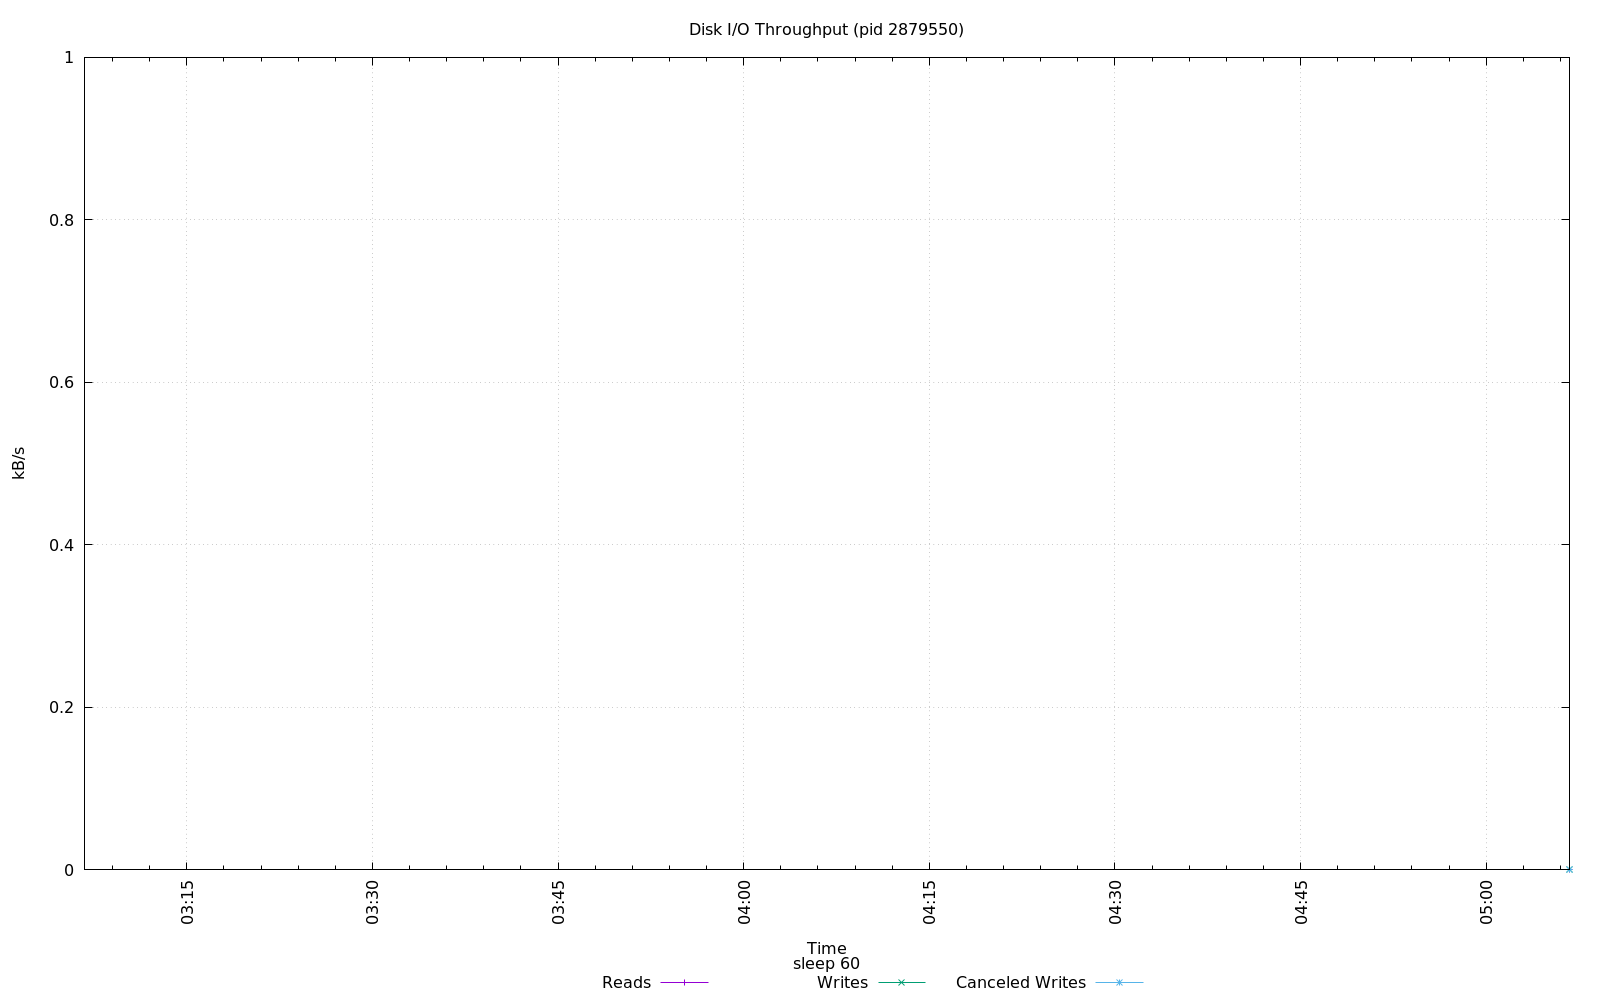 Disk I/O Throughput (pid 2879550)
1
0.8
0.6
0.4
0.2
0
kB/s
03:15
03:30
03:45
04:00
04:15
04:30
04:45
05:00
Time
sleep 60
Reads
Writes
Canceled Writes